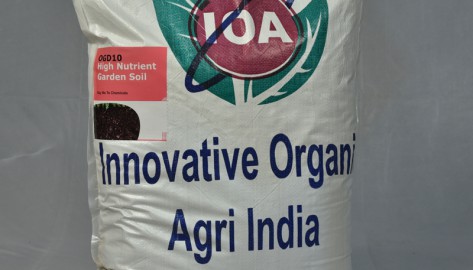 IOA
OGD10
High Nutrient
Garden Soil
Innovative Organi
Agri India